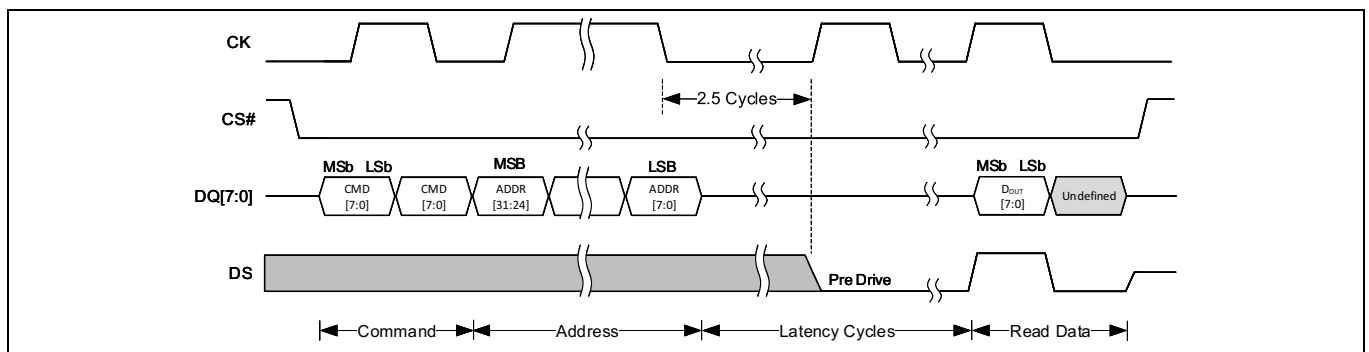 CK
2.5 Cycles
CS#
MSb LSb
MSB
LSB
MSb LSb
DQ[7:0]
CMD
[7:0]
CMD
[7:0]
ADDR
[31:24]
ADDR
[7:0]
DOUT
[7:0]
Undefined
DS
Pre Drive
Command
Address
Latency Cycles
Read Data